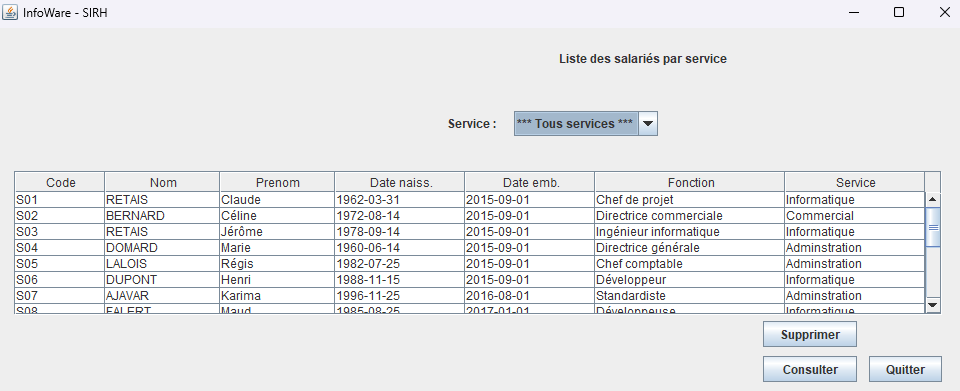 InfoWare - SIRH
Liste des salariés par service
Service : *** Tous services ***
Code Nom Prenom Date naiss. Date emb. Fonction Service
S01 RETAIS Claude 1962-03-31 2015-09-01 Chef de projet Informatique
S02 BERNARD Céline 1972-08-14 2015-09-01 Directrice commerciale Commercial
S03 RETAIS Jérôme 1978-09-14 2015-09-01 Ingénieur informatique Informatique
S04 DOMARD Marie 1960-06-14 2015-09-01 Directrice générale Adminstration
S05 LALOIS Régis 1982-07-25 2015-09-01 Chef comptable Adminstration
S06 DUPONT Henri 1988-11-15 2015-09-01 Développeur Informatique
S07 AJAVAR Karima 1996-11-25 2016-08-01 Standardiste Adminstration
S08 FALERT Maud 1985-08-25 2017-01-01 Développeuse Informatique
Supprimer
Consulter Quitter